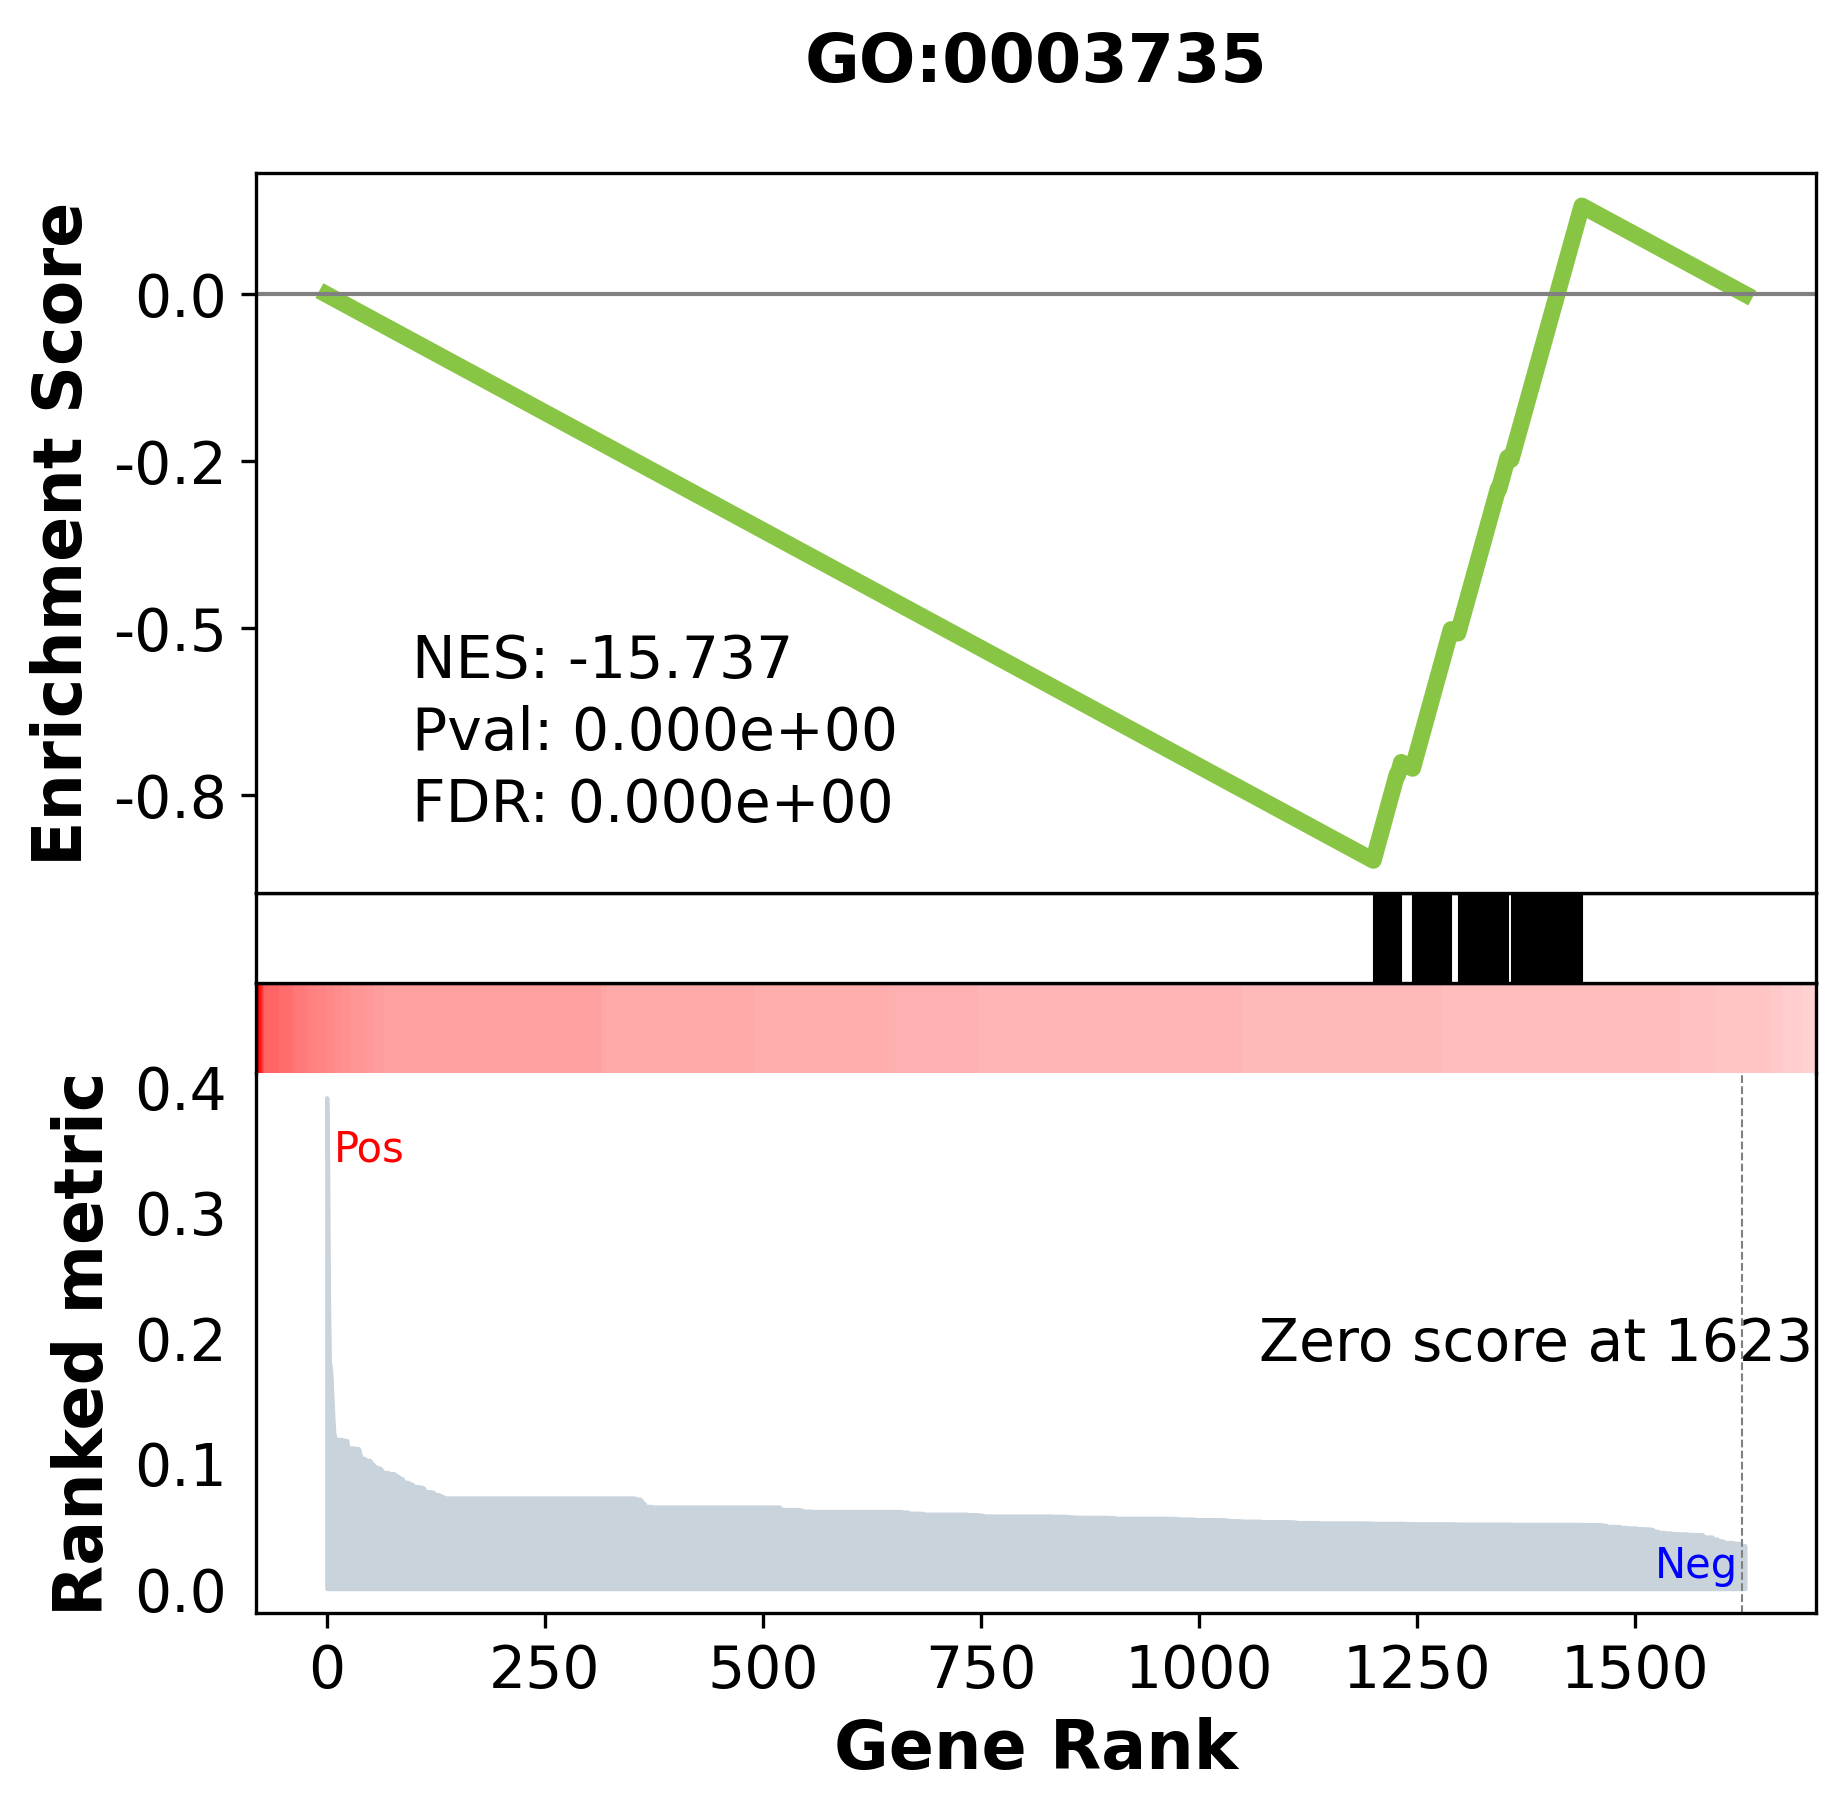 GO:0003735
Enrichment Score
0.0
-0.2
-0.5
-0.8
NES: -15.737
Pval: 0.000e+00
FDR: 0.000e+00
Ranked metric
0.4
0.3
0.2
0.1
0.0
Pos
Zero score at 1623
Neg
0 250 500 750 1000 1250 1500
Gene Rank